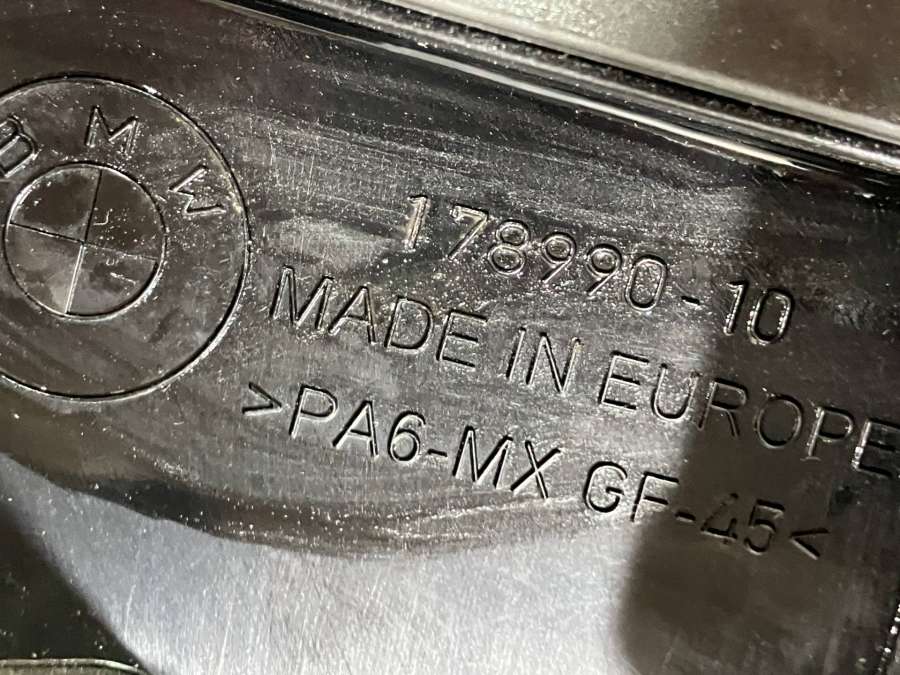 BMW
178990-10
MADE IN EUROPE
>PA6-MX GF-45<